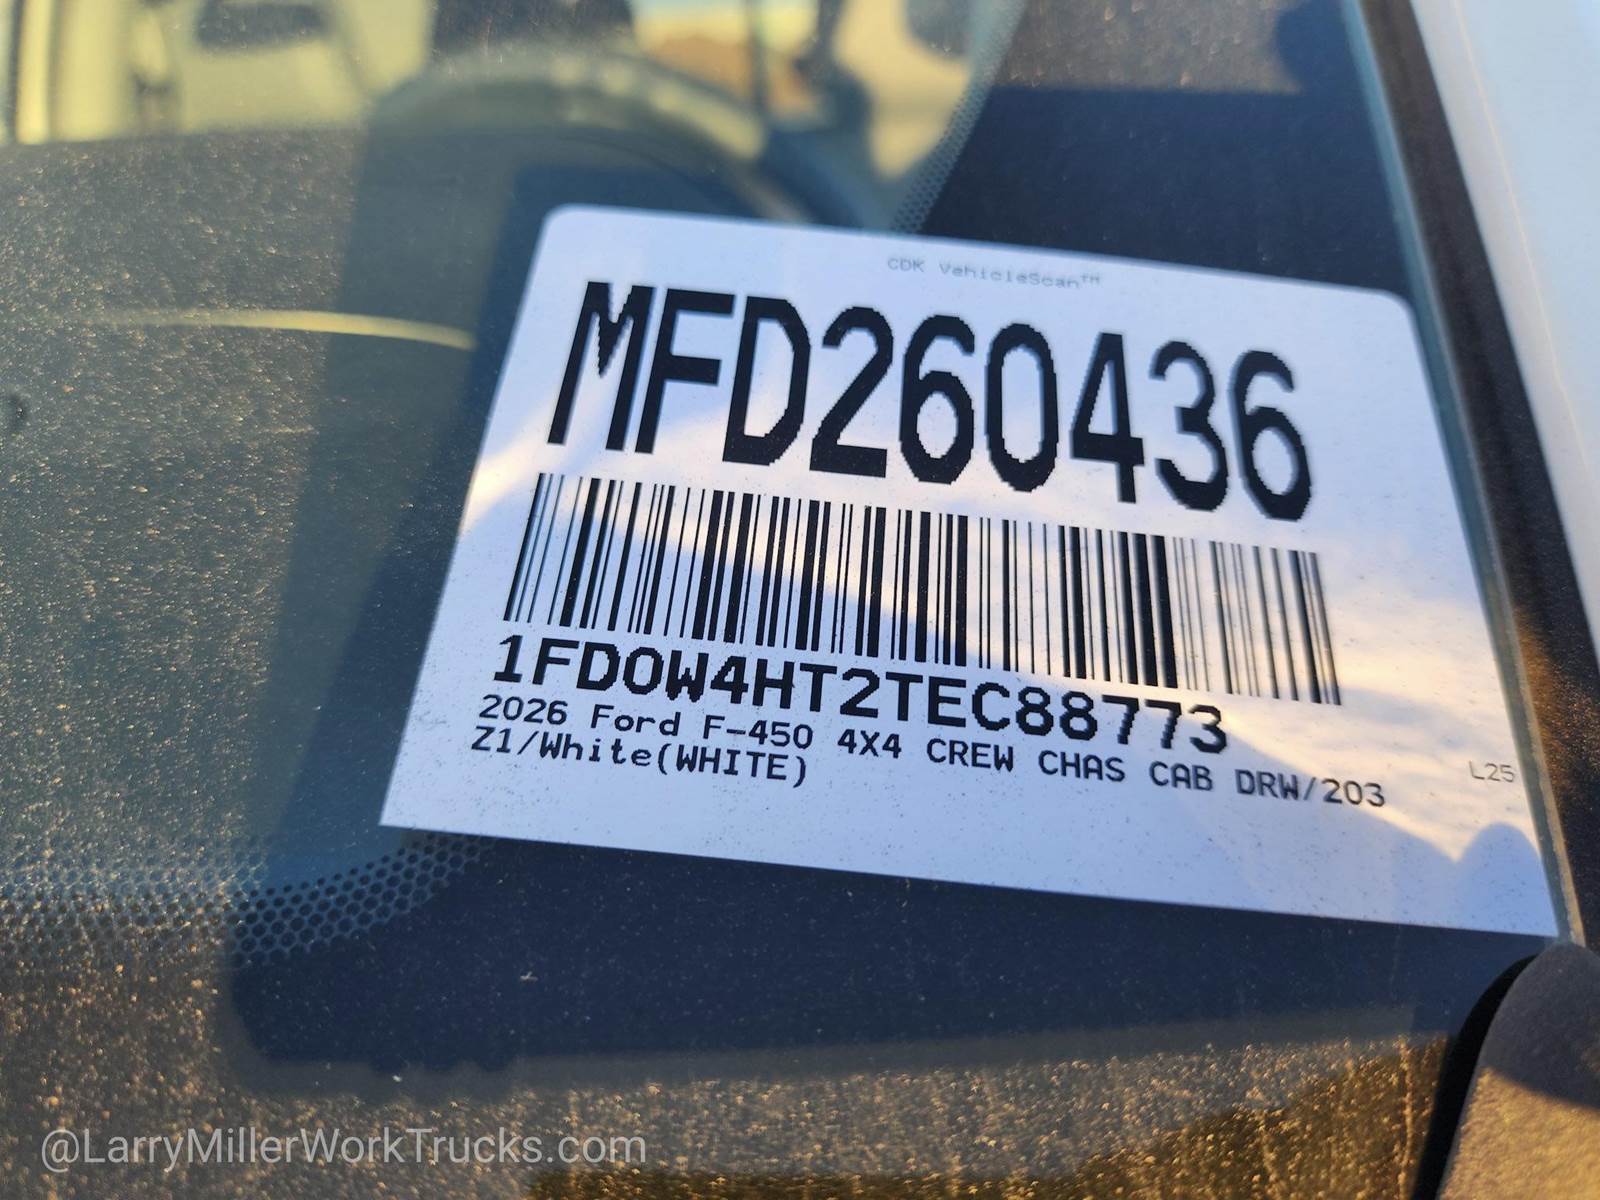 CDK VehicleScan™
MFD260436
1FD0W4HT2TEC88773
2026 Ford F-450 4X4 CREW CHAS CAB DRW/203
Z1/White(WHITE)
L25
@LarryMillerWorkTrucks.com